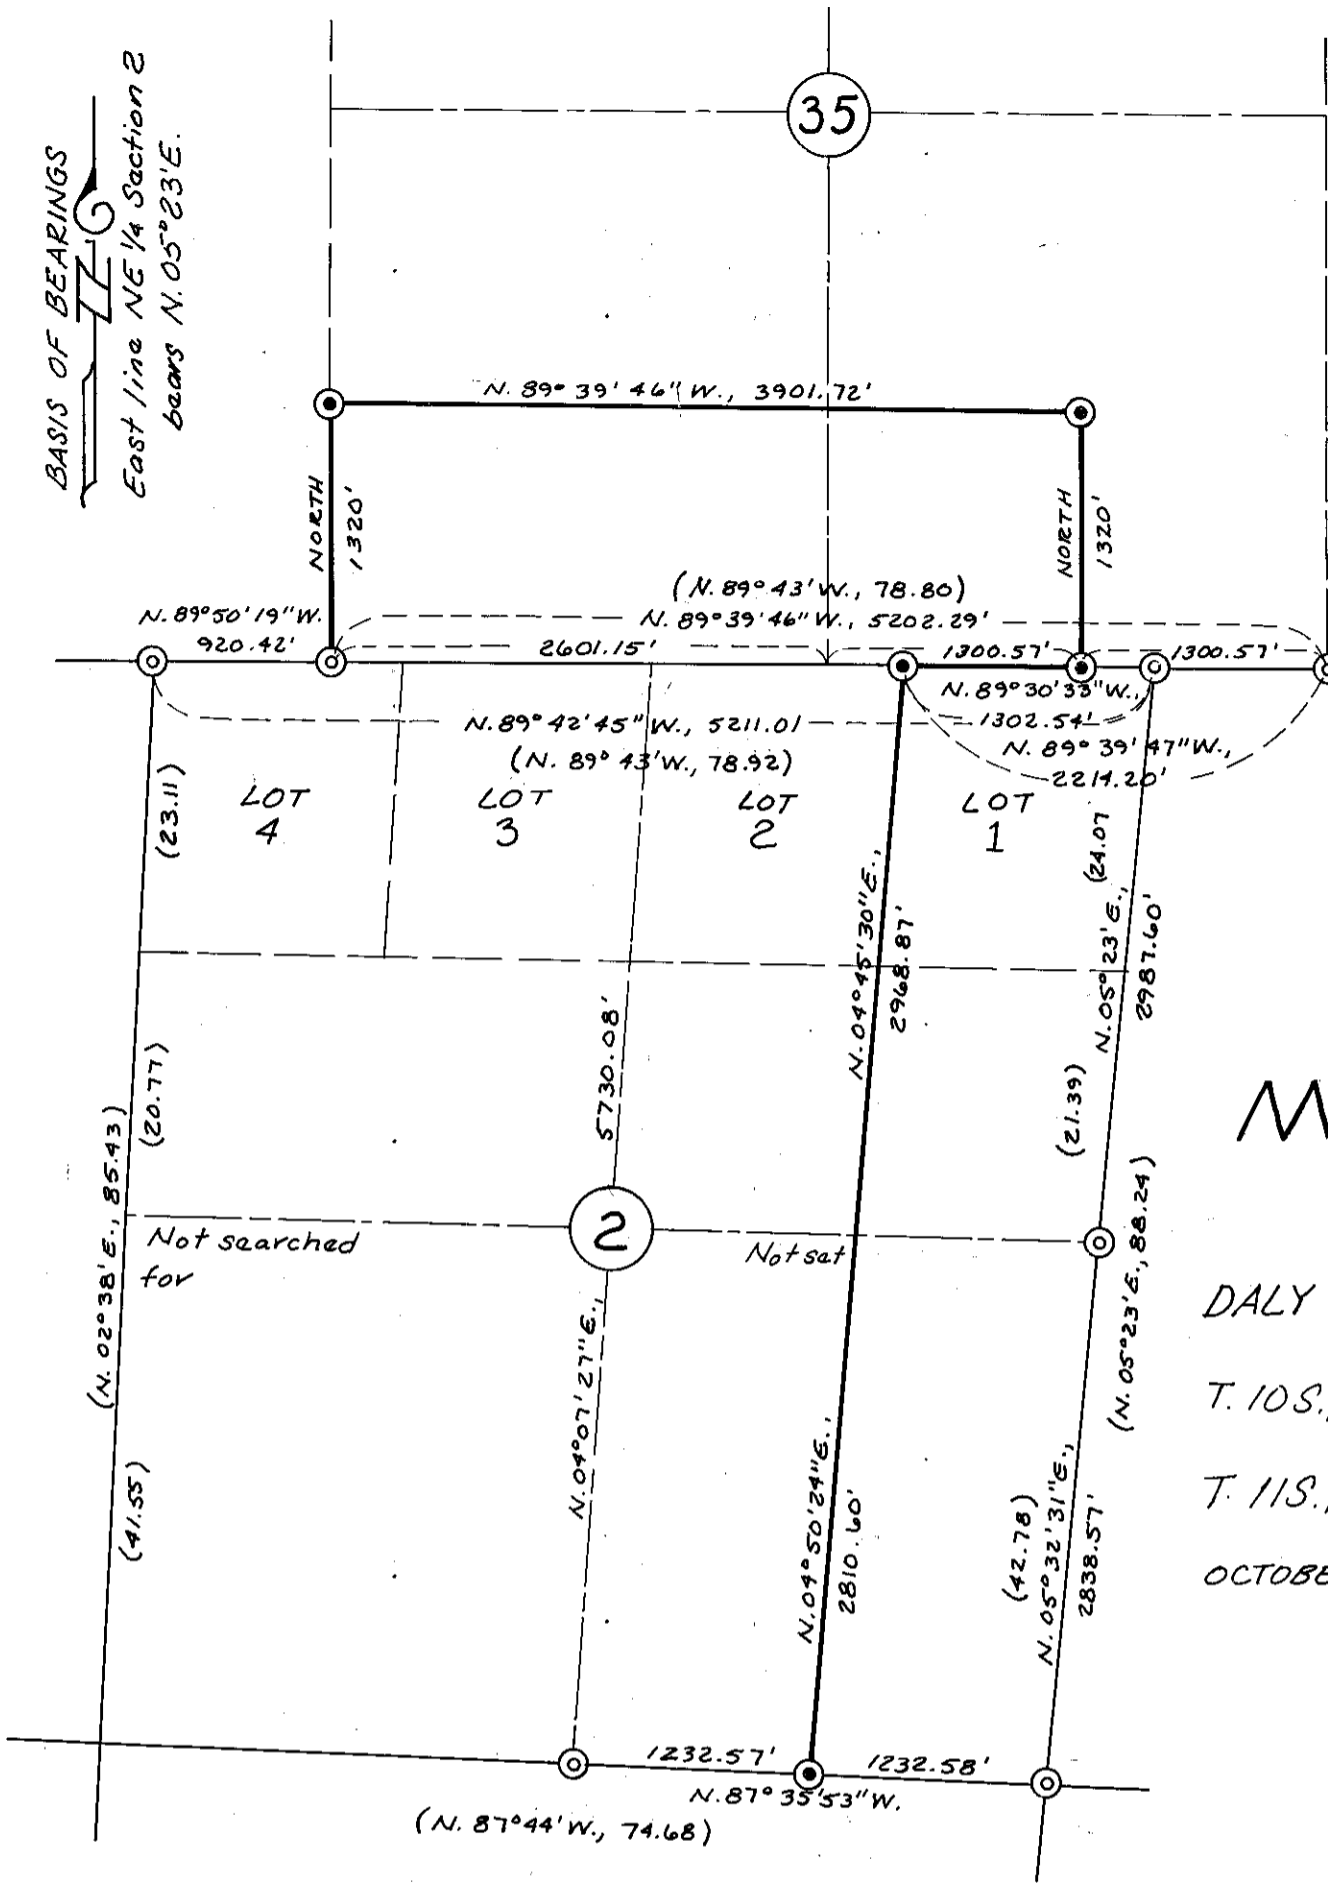 BASIS OF BEARINGS
East line NE 1/4 Section 2
bears N.05°23'E.
35
N. 89° 39' 46" W., 3901.72'
NORTH
1320'
NORTH
1320'
(N. 89° 43' W., 78.80)
N. 89° 39' 46" W., 5202.29'
N. 89° 50' 19" W.
920.42'
2601.15'
1300.57'
1300.57'
N. 89° 30' 33" W.,
1302.54'
N. 89° 42' 45" W., 5211.01
(N. 89° 43' W., 78.92)
N. 89° 39' 47" W.,
2214.20'
LOT
4
LOT
3
LOT
2
LOT
1
(23.11)
(20.77)
(N. 02° 38' E., 85.43)
(41.55)
5730.08'
N. 04° 07' 27" E.,
N. 04° 45' 30" E.,
2968.87'
(24.07
N. 05° 23' E.,
2987.60'
(21.39)
(N. 05° 23' E., 88.24)
Not searched
for
2
Not set
N. 04° 50' 24" E.,
2810.60'
(42.78)
N. 05° 32' 31" E.,
2838.57'
M
DALY
T. 10S.,
T. 11S.,
OCTOBE
1232.57'
1232.58'
N. 87° 35' 53" W.
(N. 87° 44' W., 74.68)